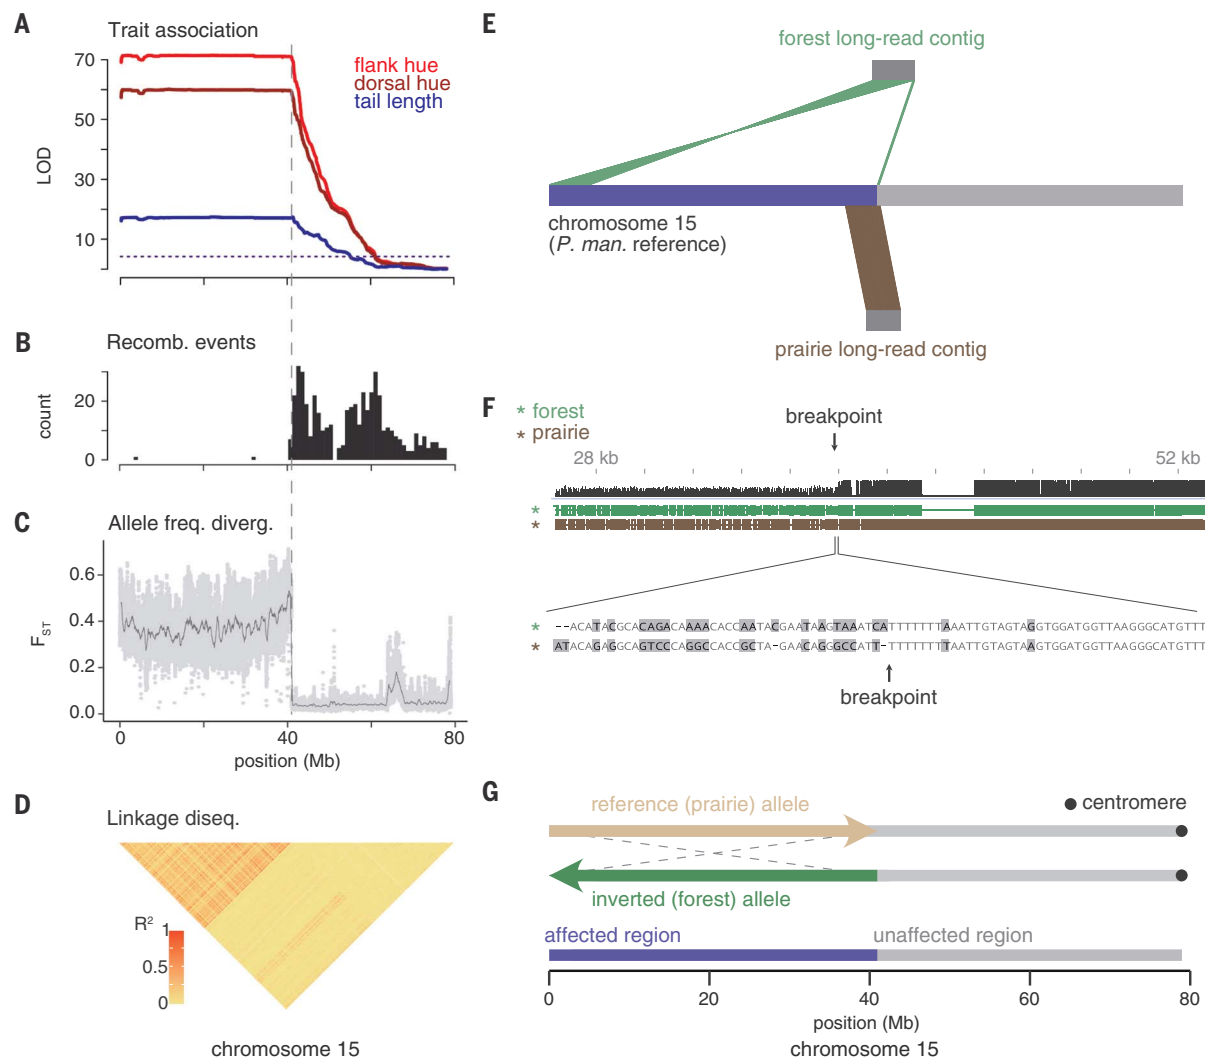 A
Trait association
flank hue
dorsal hue
tail length
70
50
30
10
LOD
B
Recomb. events
20
0
count
C
Allele freq. diverg.
0.6
0.4
0.2
0.0
FST
0 40 80
position (Mb)
D
Linkage diseq.
R2
1
0.5
0
chromosome 15
E
forest long-read contig
chromosome 15
(P. man. reference)
prairie long-read contig
F
* forest
* prairie
breakpoint
28 kb 52 kb
*
*
* --ACATACGCACAGACAAAACACCAATACGAATAAGTAAATCATTTTTTTAAATTGTAGTAGGTGGATGGTTAAGGGCATGTTT
* ATACAGAGGCAGTCCCAGGCCACCGCTA-GAACAGGGCCATT-TTTTTTTTAATTGTAGTAAGTGGATGGTTAAGGGCATGTTT
breakpoint
G
reference (prairie) allele
centromere
inverted (forest) allele
affected region unaffected region
0 20 40 60 80
position (Mb)
chromosome 15